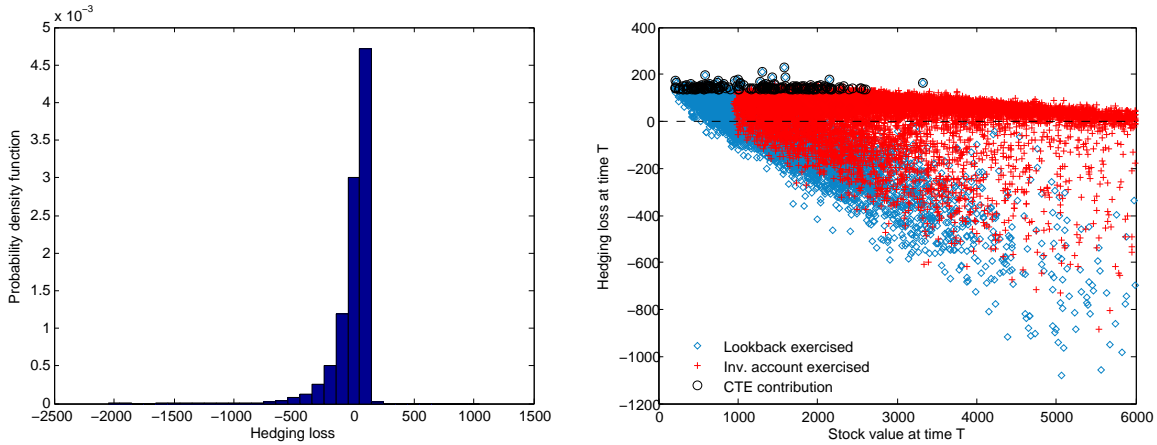 × 10⁻³
5
4.5
4
3.5
3
2.5
2
1.5
1
0.5
0
−2500 −2000 −1500 −1000 −500 0 500 1000 1500
Hedging loss
Probability density function
400
200
0
−200
−400
−600
−800
−1000
−1200
0 1000 2000 3000 4000 5000 6000
Stock value at time T
Hedging loss at time T
Lookback exercised
Inv. account exercised
CTE contribution